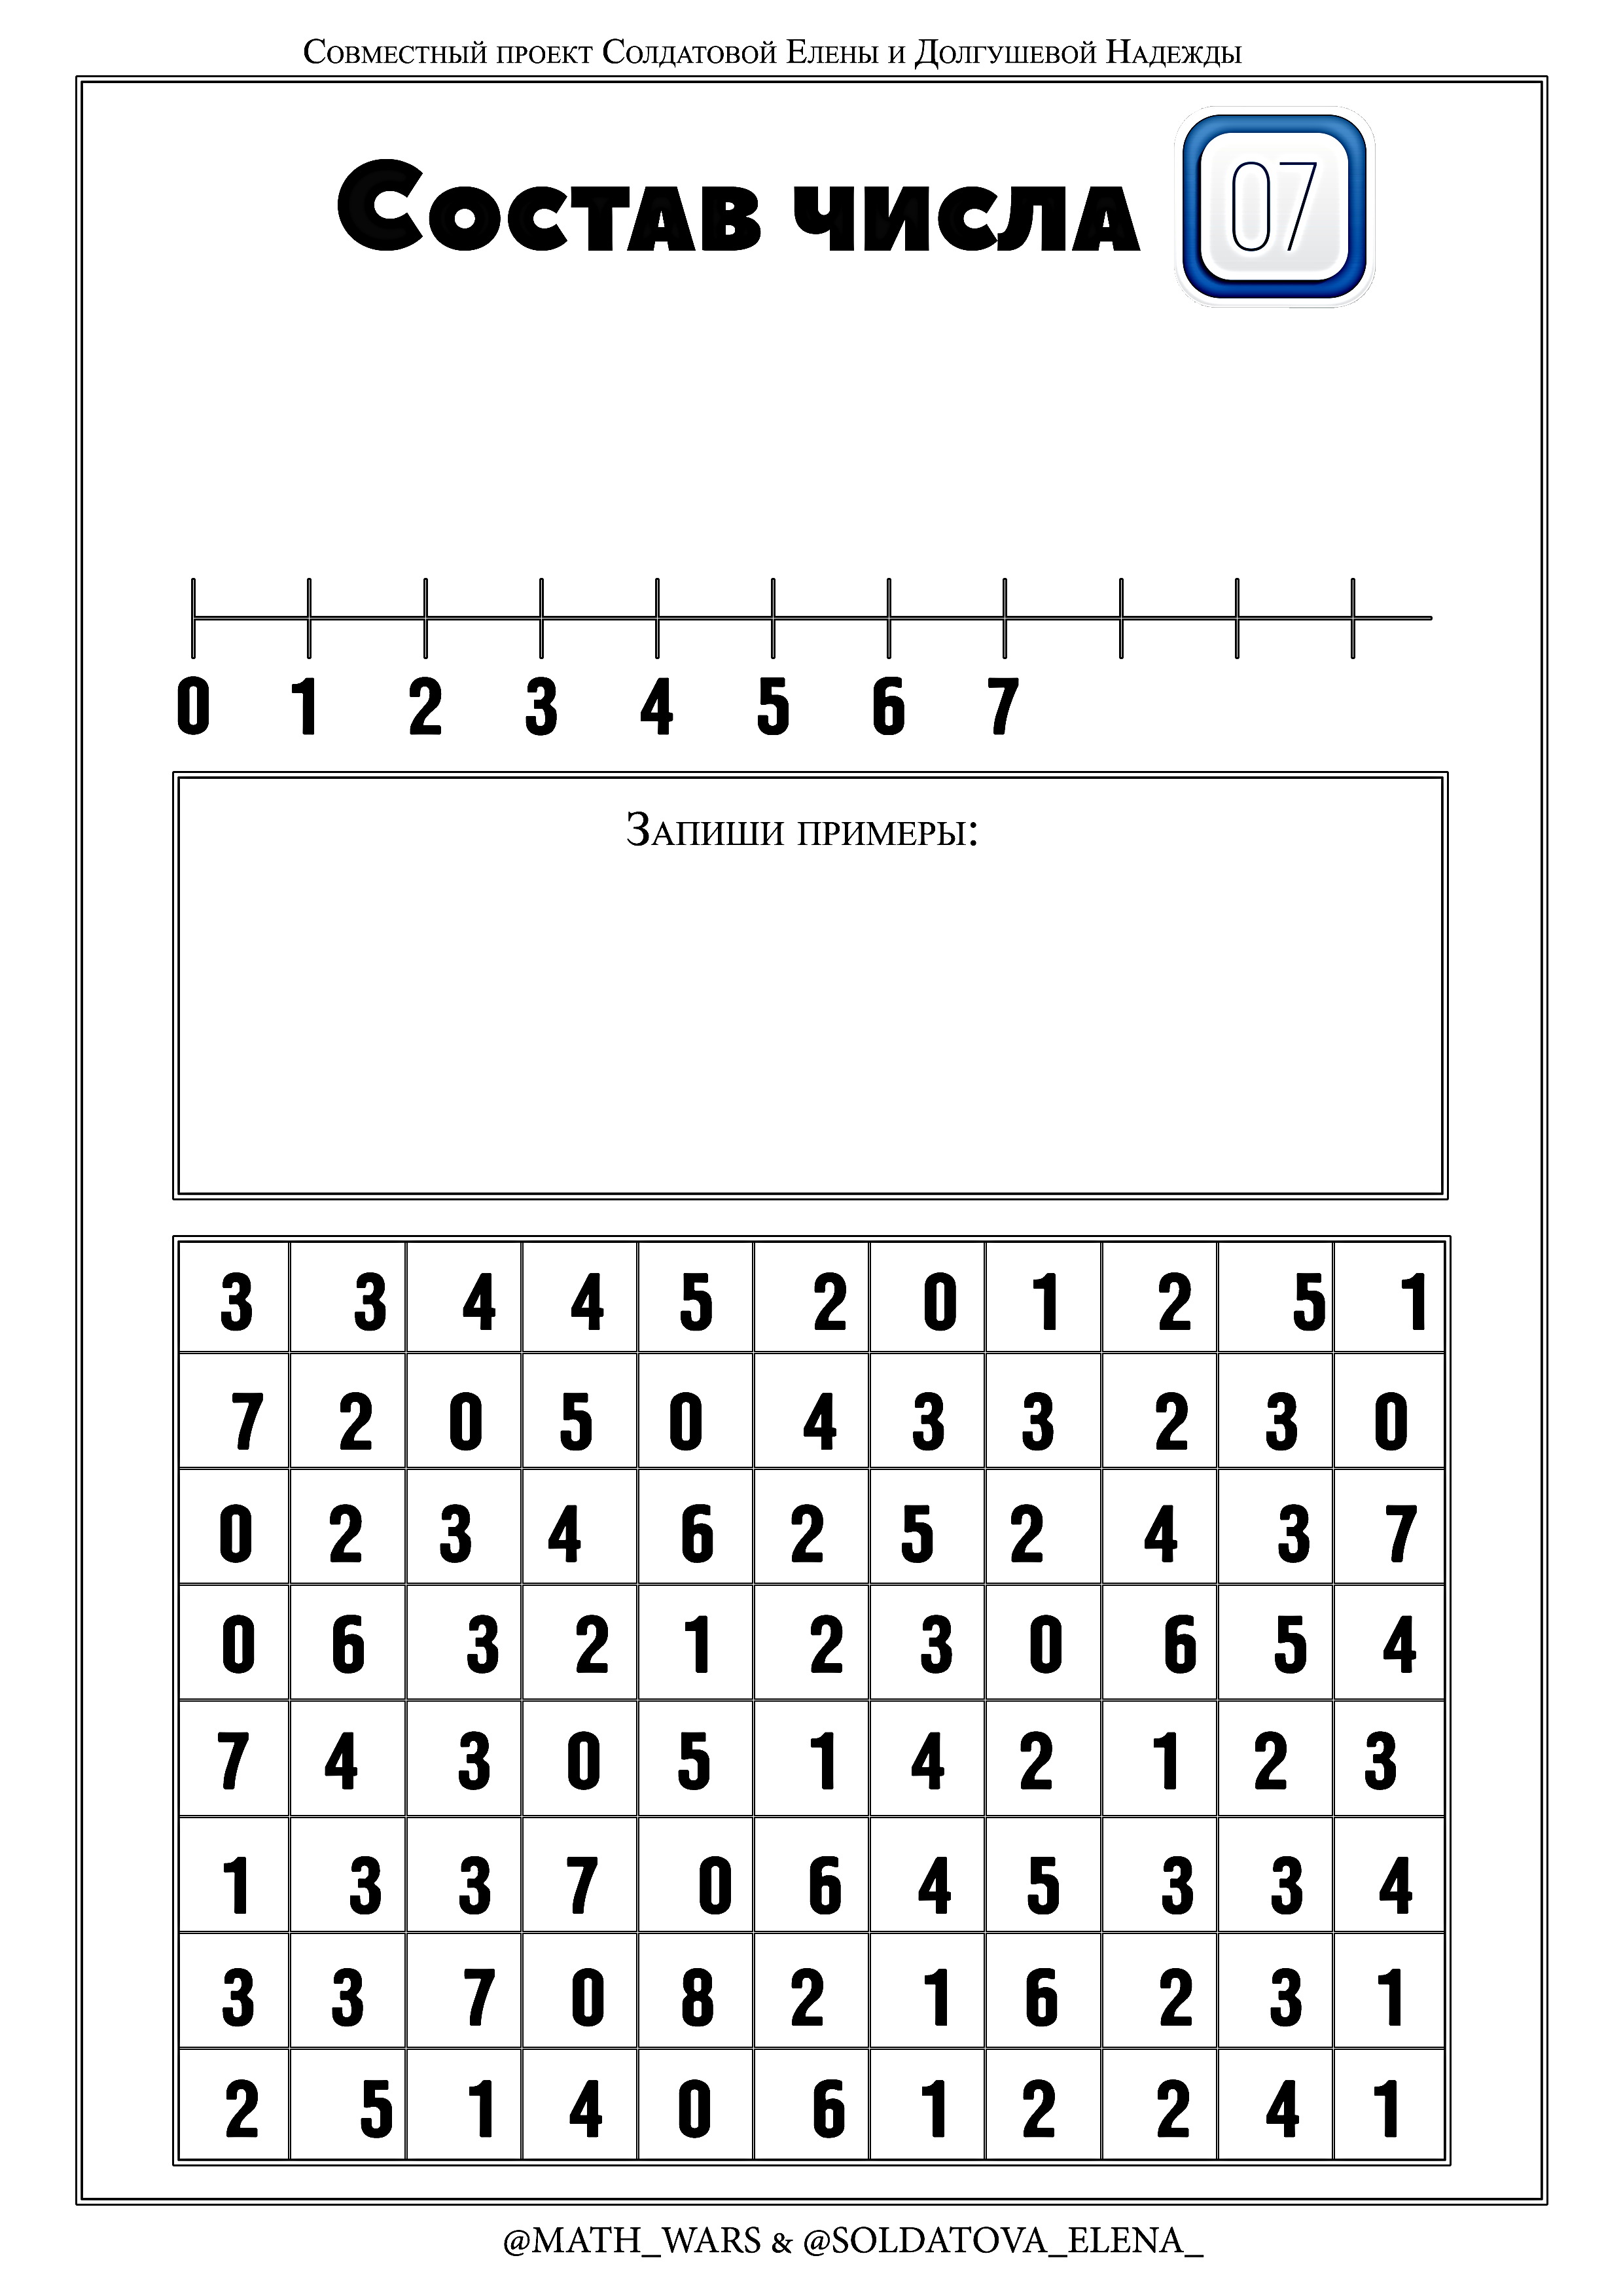 Совместный проект Солдатовой Елены и Долгушевой Надежды
Состав числа 07
0 1 2 3 4 5 6 7
Запиши примеры:
3 3 4 4 5 2 0 1 2 5 1
7 2 0 5 0 4 3 3 2 3 0
0 2 3 4 6 2 5 2 4 3 7
0 6 3 2 1 2 3 0 6 5 4
7 4 3 0 5 1 4 2 1 2 3
1 3 3 7 0 6 4 5 3 3 4
3 3 7 0 8 2 1 6 2 3 1
2 5 1 4 0 6 1 2 2 4 1
@MATH_WARS & @SOLDATOVA_ELENA_